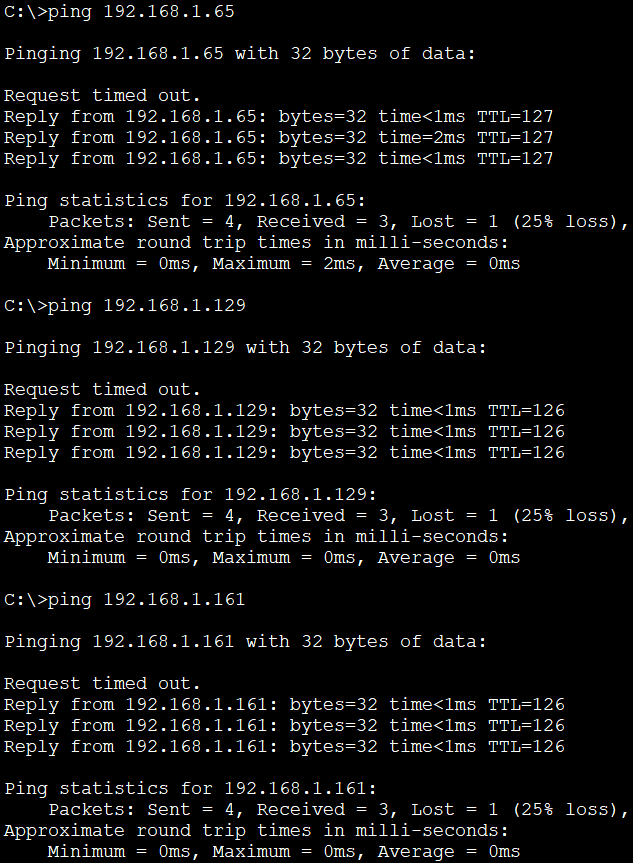 C:\>ping 192.168.1.65
Pinging 192.168.1.65 with 32 bytes of data:
Request timed out.
Reply from 192.168.1.65: bytes=32 time<1ms TTL=127
Reply from 192.168.1.65: bytes=32 time=2ms TTL=127
Reply from 192.168.1.65: bytes=32 time<1ms TTL=127
Ping statistics for 192.168.1.65:
    Packets: Sent = 4, Received = 3, Lost = 1 (25% loss),
Approximate round trip times in milli-seconds:
    Minimum = 0ms, Maximum = 2ms, Average = 0ms
C:\>ping 192.168.1.129
Pinging 192.168.1.129 with 32 bytes of data:
Request timed out.
Reply from 192.168.1.129: bytes=32 time<1ms TTL=126
Reply from 192.168.1.129: bytes=32 time<1ms TTL=126
Reply from 192.168.1.129: bytes=32 time<1ms TTL=126
Ping statistics for 192.168.1.129:
    Packets: Sent = 4, Received = 3, Lost = 1 (25% loss),
Approximate round trip times in milli-seconds:
    Minimum = 0ms, Maximum = 0ms, Average = 0ms
C:\>ping 192.168.1.161
Pinging 192.168.1.161 with 32 bytes of data:
Request timed out.
Reply from 192.168.1.161: bytes=32 time<1ms TTL=126
Reply from 192.168.1.161: bytes=32 time<1ms TTL=126
Reply from 192.168.1.161: bytes=32 time<1ms TTL=126
Ping statistics for 192.168.1.161:
    Packets: Sent = 4, Received = 3, Lost = 1 (25% loss),
Approximate round trip times in milli-seconds:
    Minimum = 0ms, Maximum = 0ms, Average = 0ms